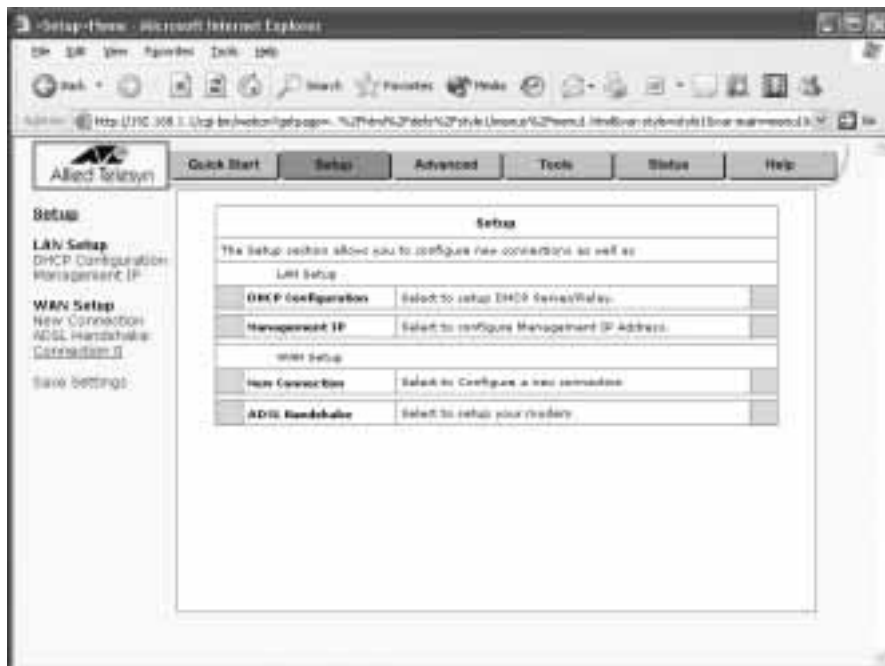 -Setup-Home - Microsoft Internet Explorer
File Edit View Favorites Tools Help
Back Search Favorites Media
Allied Telesyn
Quick Start Setup Advanced Tools Status Help
Setup
LAN Setup
DHCP Configuration
Management IP
WAN Setup
New Connection
ADSL Handshake
Connection 0
Save Settings
Setup
The Setup section allows you to configure new connections as well as
LAN Setup
DHCP Configuration Select to setup DHCP Server/Relay.
Management IP Select to configure Management IP Address.
WAN Setup
New Connection Select to Configure a new connection
ADSL Handshake Select to setup your modem